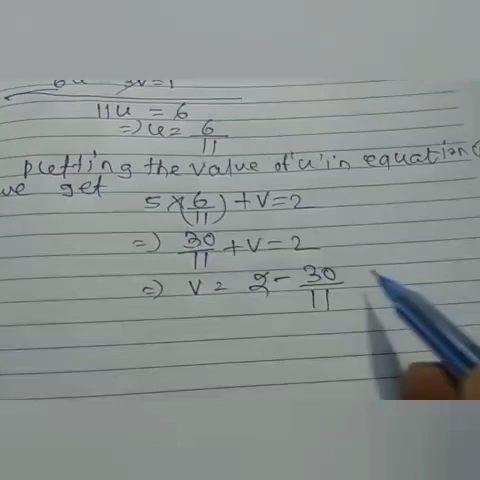 11u = 6
=) u = 6/11
putting the value of 'u' in equation
we get
5 × (6/11) + v = 2
=) 30/11 + v = 2
=) v = 2 - 30/11